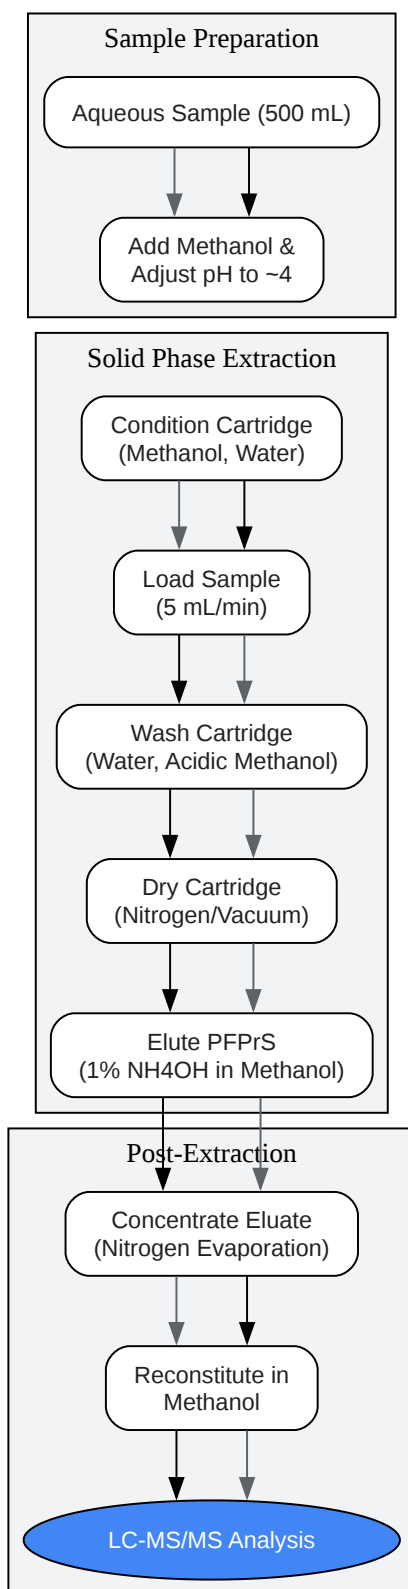 Sample Preparation
Aqueous Sample (500 mL)
Add Methanol &
Adjust pH to ~4
Solid Phase Extraction
Condition Cartridge
(Methanol, Water)
Load Sample
(5 mL/min)
Wash Cartridge
(Water, Acidic Methanol)
Dry Cartridge
(Nitrogen/Vacuum)
Elute PFPrS
(1% NH4OH in Methanol)
Post-Extraction
Concentrate Eluate
(Nitrogen Evaporation)
Reconstitute in
Methanol
LC-MS/MS Analysis